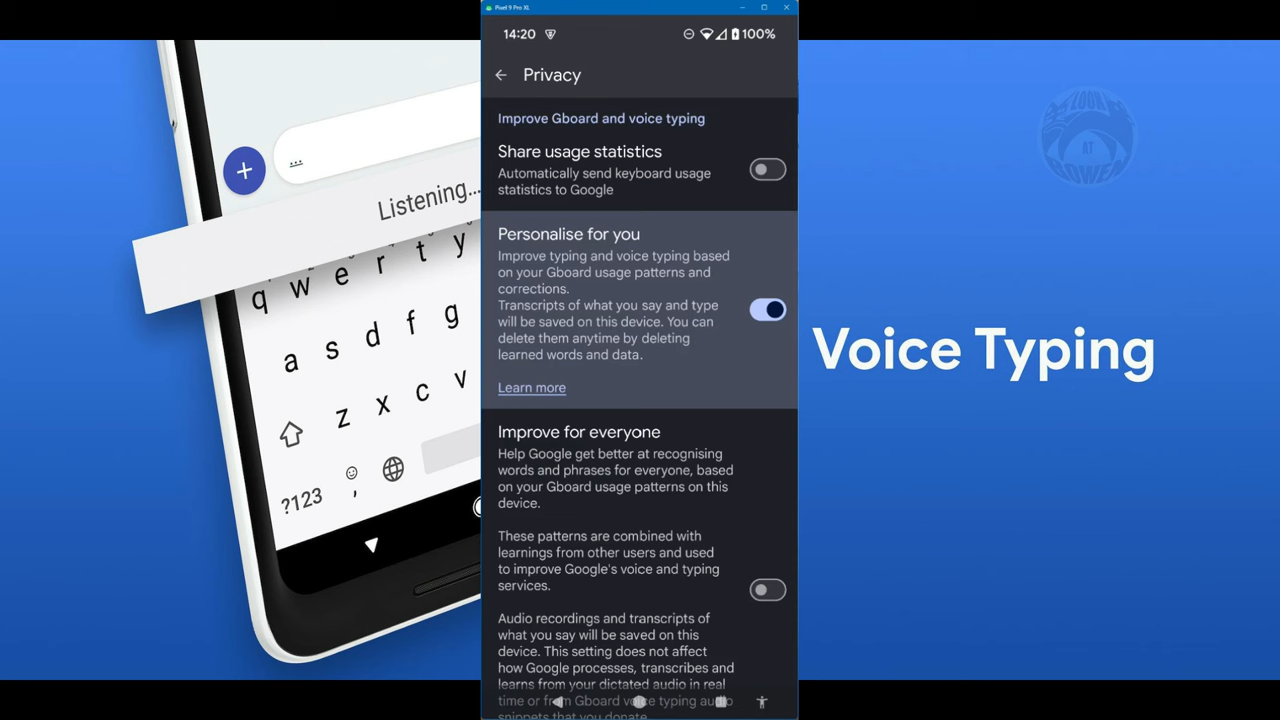 Pixel 9 Pro XL
14:20
100%
Privacy
Improve Gboard and voice typing
Share usage statistics
Automatically send keyboard usage
statistics to Google
Personalise for you
Improve typing and voice typing based
on your Gboard usage patterns and
corrections.
Transcripts of what you say and type
will be saved on this device. You can
delete them anytime by deleting
learned words and data.
Learn more
Improve for everyone
Help Google get better at recognising
words and phrases for everyone, based
on your Gboard usage patterns on this
device.
These patterns are combined with
learnings from other users and used
to improve Google's voice and typing
services.
Audio recordings and transcripts of
what you say will be saved on this
device. This setting does not affect
how Google processes, transcribes and
learns from your dictated audio in real
time or from Gboard voice typing audio
snippets that you donate.
...
Listening...
q w e r t y
a s d f g
z x c v
?123 ,
Voice Typing
AT